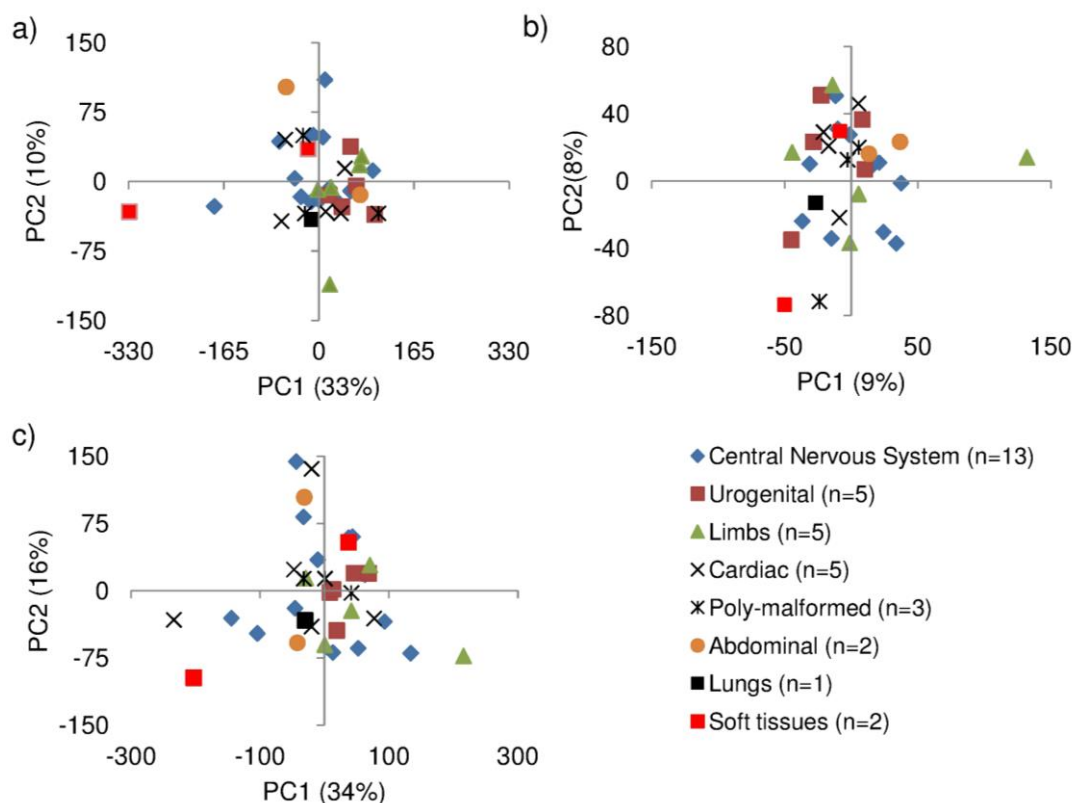 a)
150
75
0
-75
-150
PC2 (10%)
-330 -165 0 165 330
PC1 (33%)
b)
80
40
0
-40
-80
PC2(8%)
-150 -50 50 150
PC1 (9%)
c)
150
75
0
-75
-150
PC2 (16%)
-300 -100 100 300
PC1 (34%)
Central Nervous System (n=13)
Urogenital (n=5)
Limbs (n=5)
Cardiac (n=5)
Poly-malformed (n=3)
Abdominal (n=2)
Lungs (n=1)
Soft tissues (n=2)